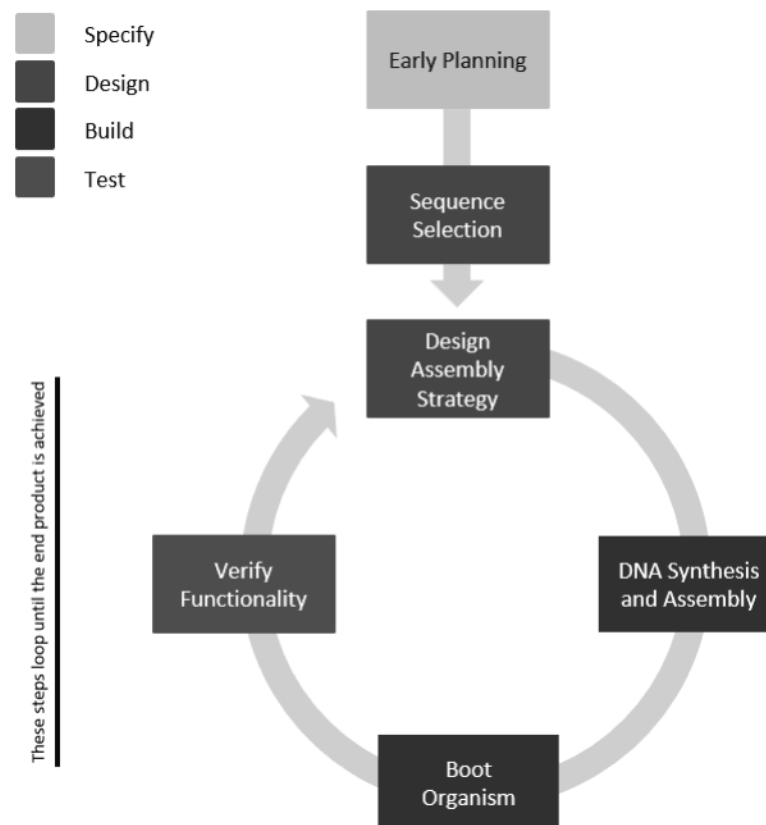 Specify
Design
Build
Test
Early Planning
Sequence
Selection
Design
Assembly
Strategy
These steps loop until the end product is achieved
Verify
Functionality
DNA Synthesis
and Assembly
Boot
Organism